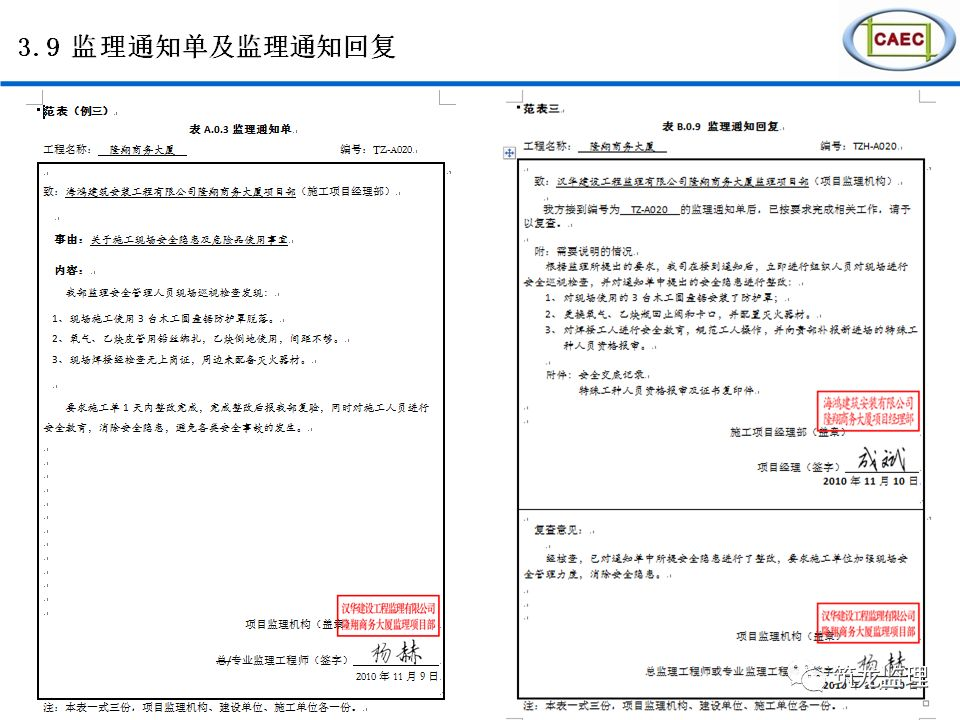 3.9 监理通知单及监理通知回复
CAEC
范表（例三）
表 A.0.3 监理通知单
工程名称： 隆翔商务大厦 编号：TZ-A020
致：海鸿建筑安装工程有限公司隆翔商务大厦项目部（施工项目经理部）
事由：关于施工现场安全隐患及危险品使用事宜
内容：
我部监理安全管理人员现场巡视检查发现：
1、现场施工使用 3 台木工圆盘锯防护罩脱落。
2、氧气、乙炔皮管用铅丝绑扎，乙炔倒地使用，间距不够。
3、现场焊接经检查无上岗证，周边未配备灭火器材。
要求施工单 1 天内整改完成，完成整改后报我部复验，同时对施工人员进行
安全教育，消除安全隐患，避免各类安全事故的发生。
汉华建设工程监理有限公司
隆翔商务大厦监理项目部
项目监理机构（盖章
总/专业监理工程师（签字） 杨赫
2010 年 11 月 9 日
注：本表一式三份，项目监理机构、建设单位、施工单位各一份。
范表三
表 B.0.9 监理通知回复
工程名称： 隆翔商务大厦 编号：TZH-A020
致：汉华建设工程监理有限公司隆翔商务大厦监理项目部（项目监理机构）
我方接到编号为 TZ-A020 的监理通知单后，已按要求完成相关工作，请予
以复查。
附：需要说明的情况
根据监理所提出的要求，我司在接到通知后，立即进行组织人员对现场进行
安全巡视检查，并对通知单中提出的安全隐患进行整改：
1、 对现场使用的 3 台木工圆盘锯安装了防护罩；
2、 更换氧气、乙炔瓶回止阀和卡口，并配置灭火器材。
3、 对焊接工人进行安全教育，规范工人操作，并向贵部补报新进场的特殊工
种人员资格报审。
附件：安全交底记录
特殊工种人员资格报审及证书复印件
海鸿建筑安装有限公司
隆翔商务大厦项目经理部
施工项目经理部（盖章）
项目经理（签字） 成斌
2010 年 11 月 10 日
复查意见：
经检查，已对通知单中所提安全隐患进行了整改，要求施工单位加强现场安
全管理力度，消除安全隐患。
汉华建设工程监理有限公司
隆翔商务大厦监理项目部
项目监理机构（盖章）
总监理工程师或专业监理工程 签字 杨赫
2010 年 11 月 10 日
筑龙监理
注：本表一式三份，项目监理机构、建设单位、施工单位各一份。